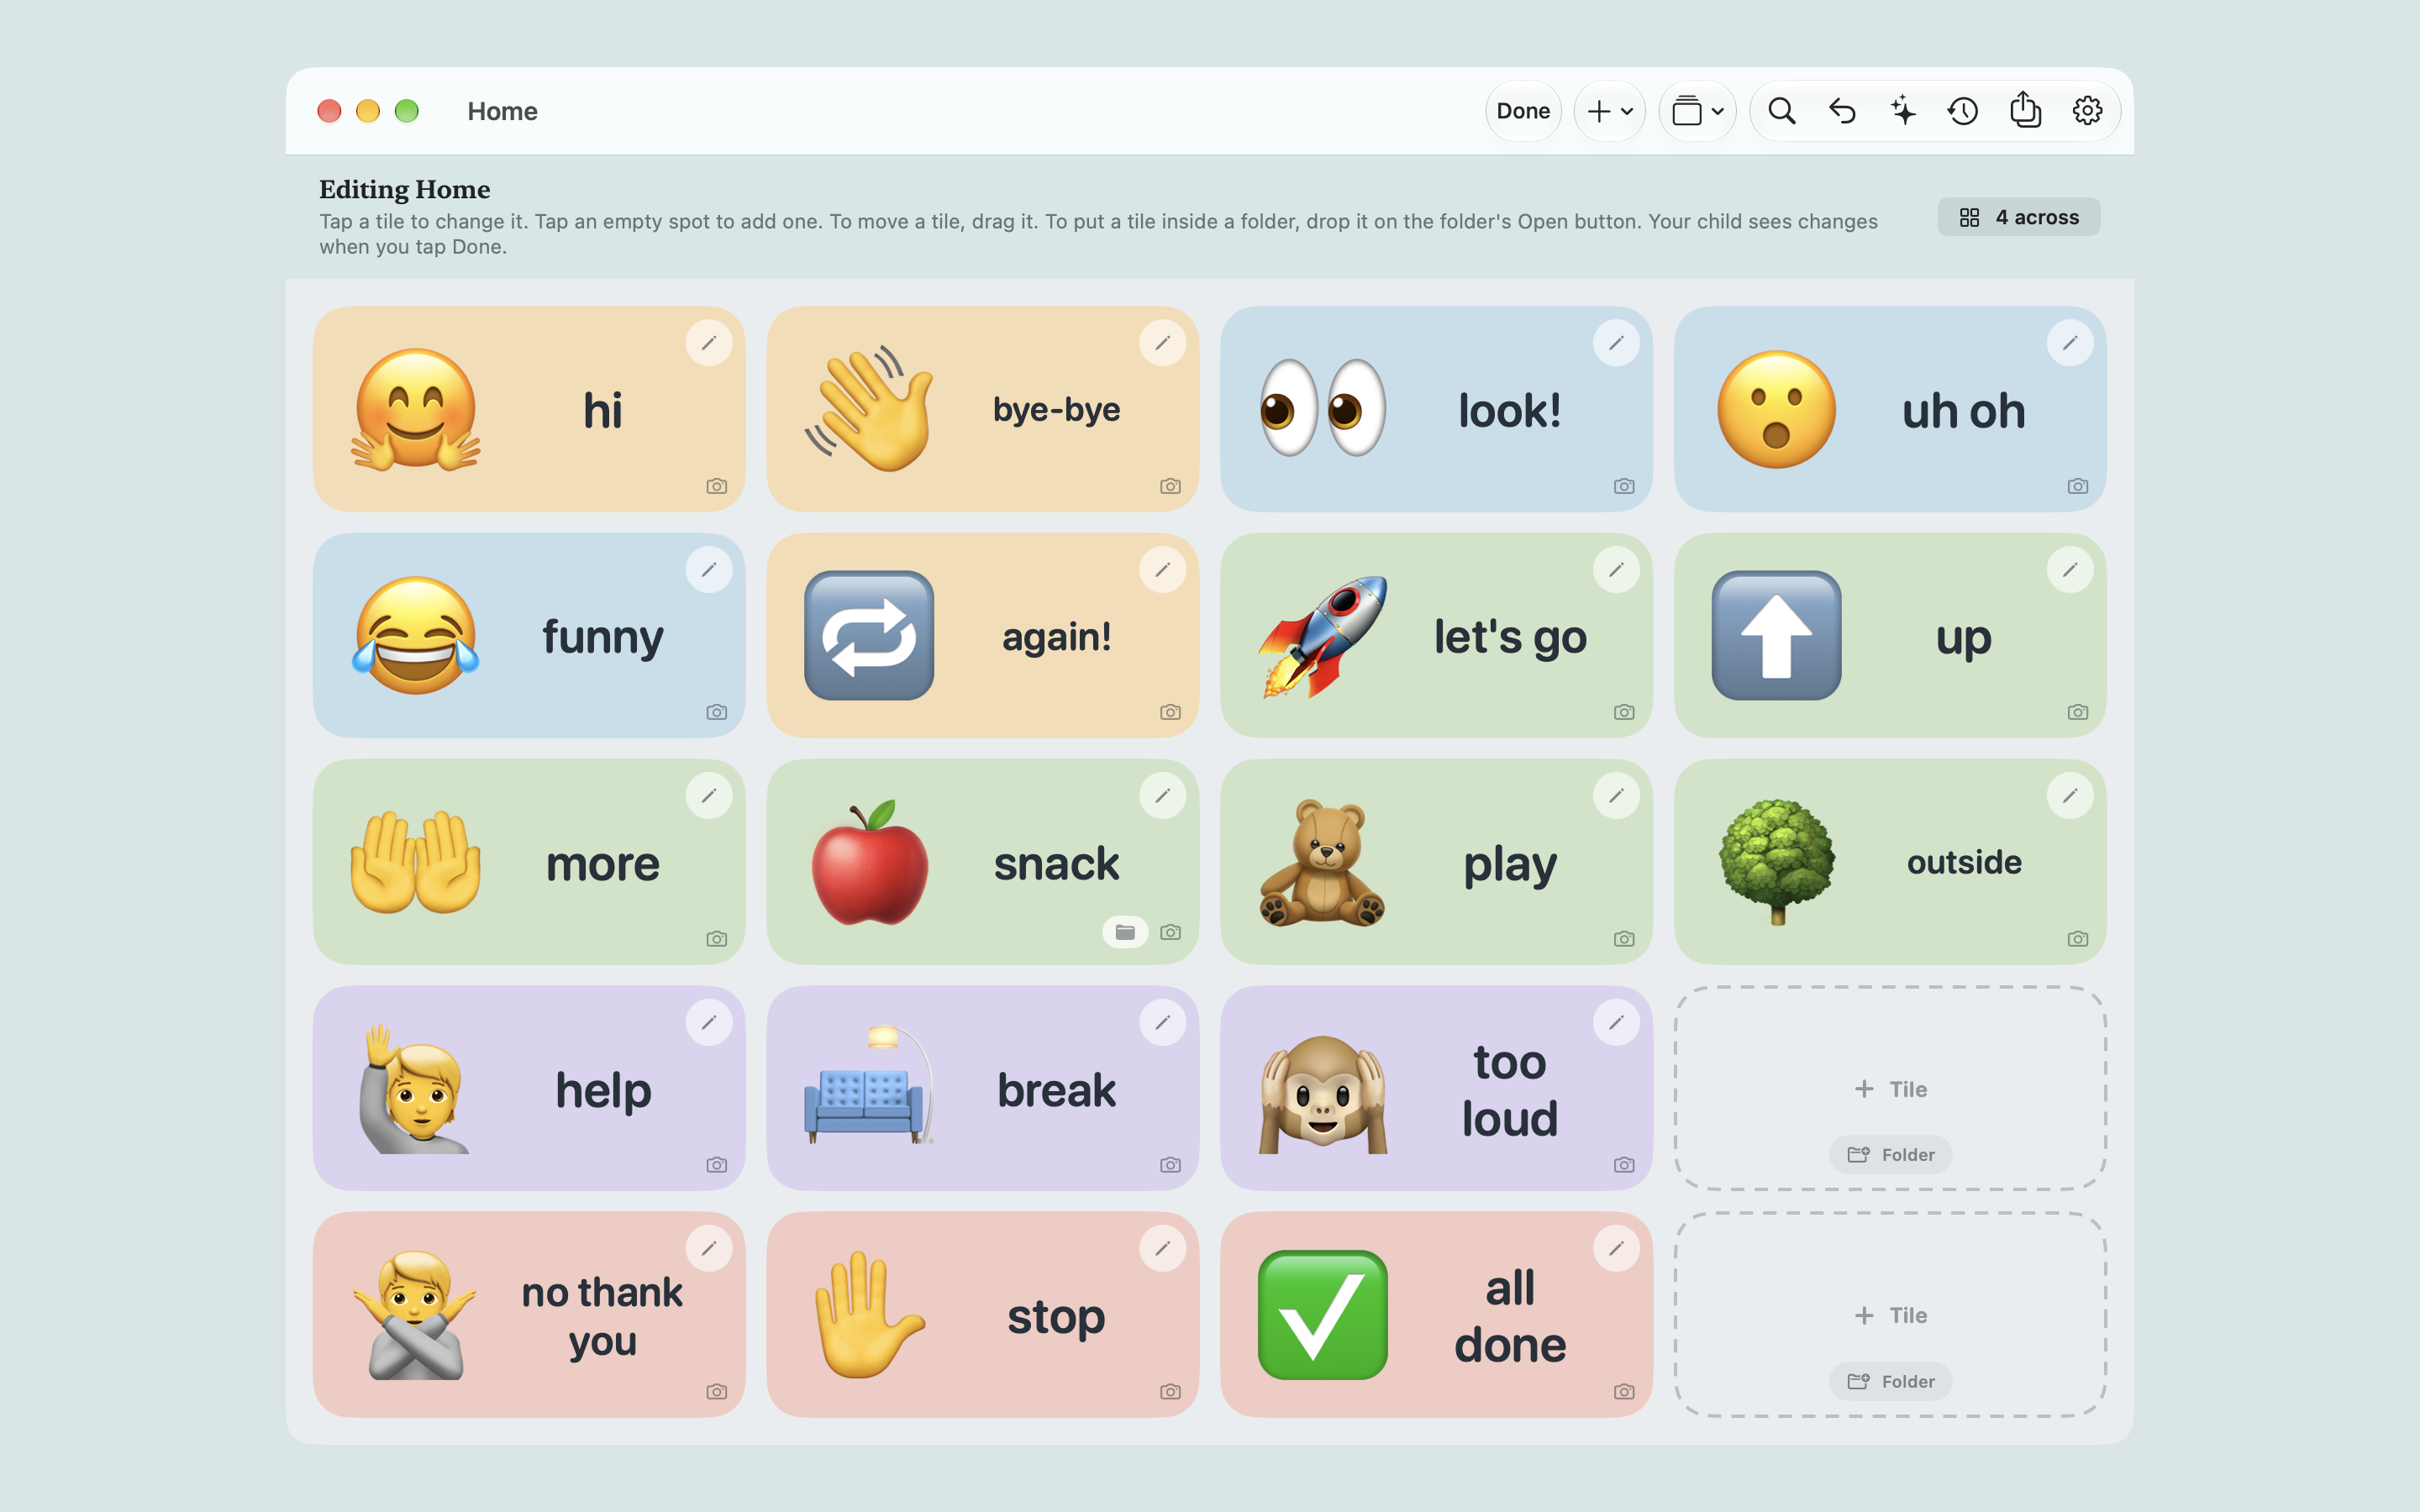 Home
Done
Editing Home
Tap a tile to change it. Tap an empty spot to add one. To move a tile, drag it. To put a tile inside a folder, drop it on the folder's Open button. Your child sees changes
when you tap Done.
4 across
hi
bye-bye
look!
uh oh
funny
again!
let's go
up
more
snack
play
outside
help
break
too
loud
+ Tile
Folder
no thank
you
stop
all
done
+ Tile
Folder